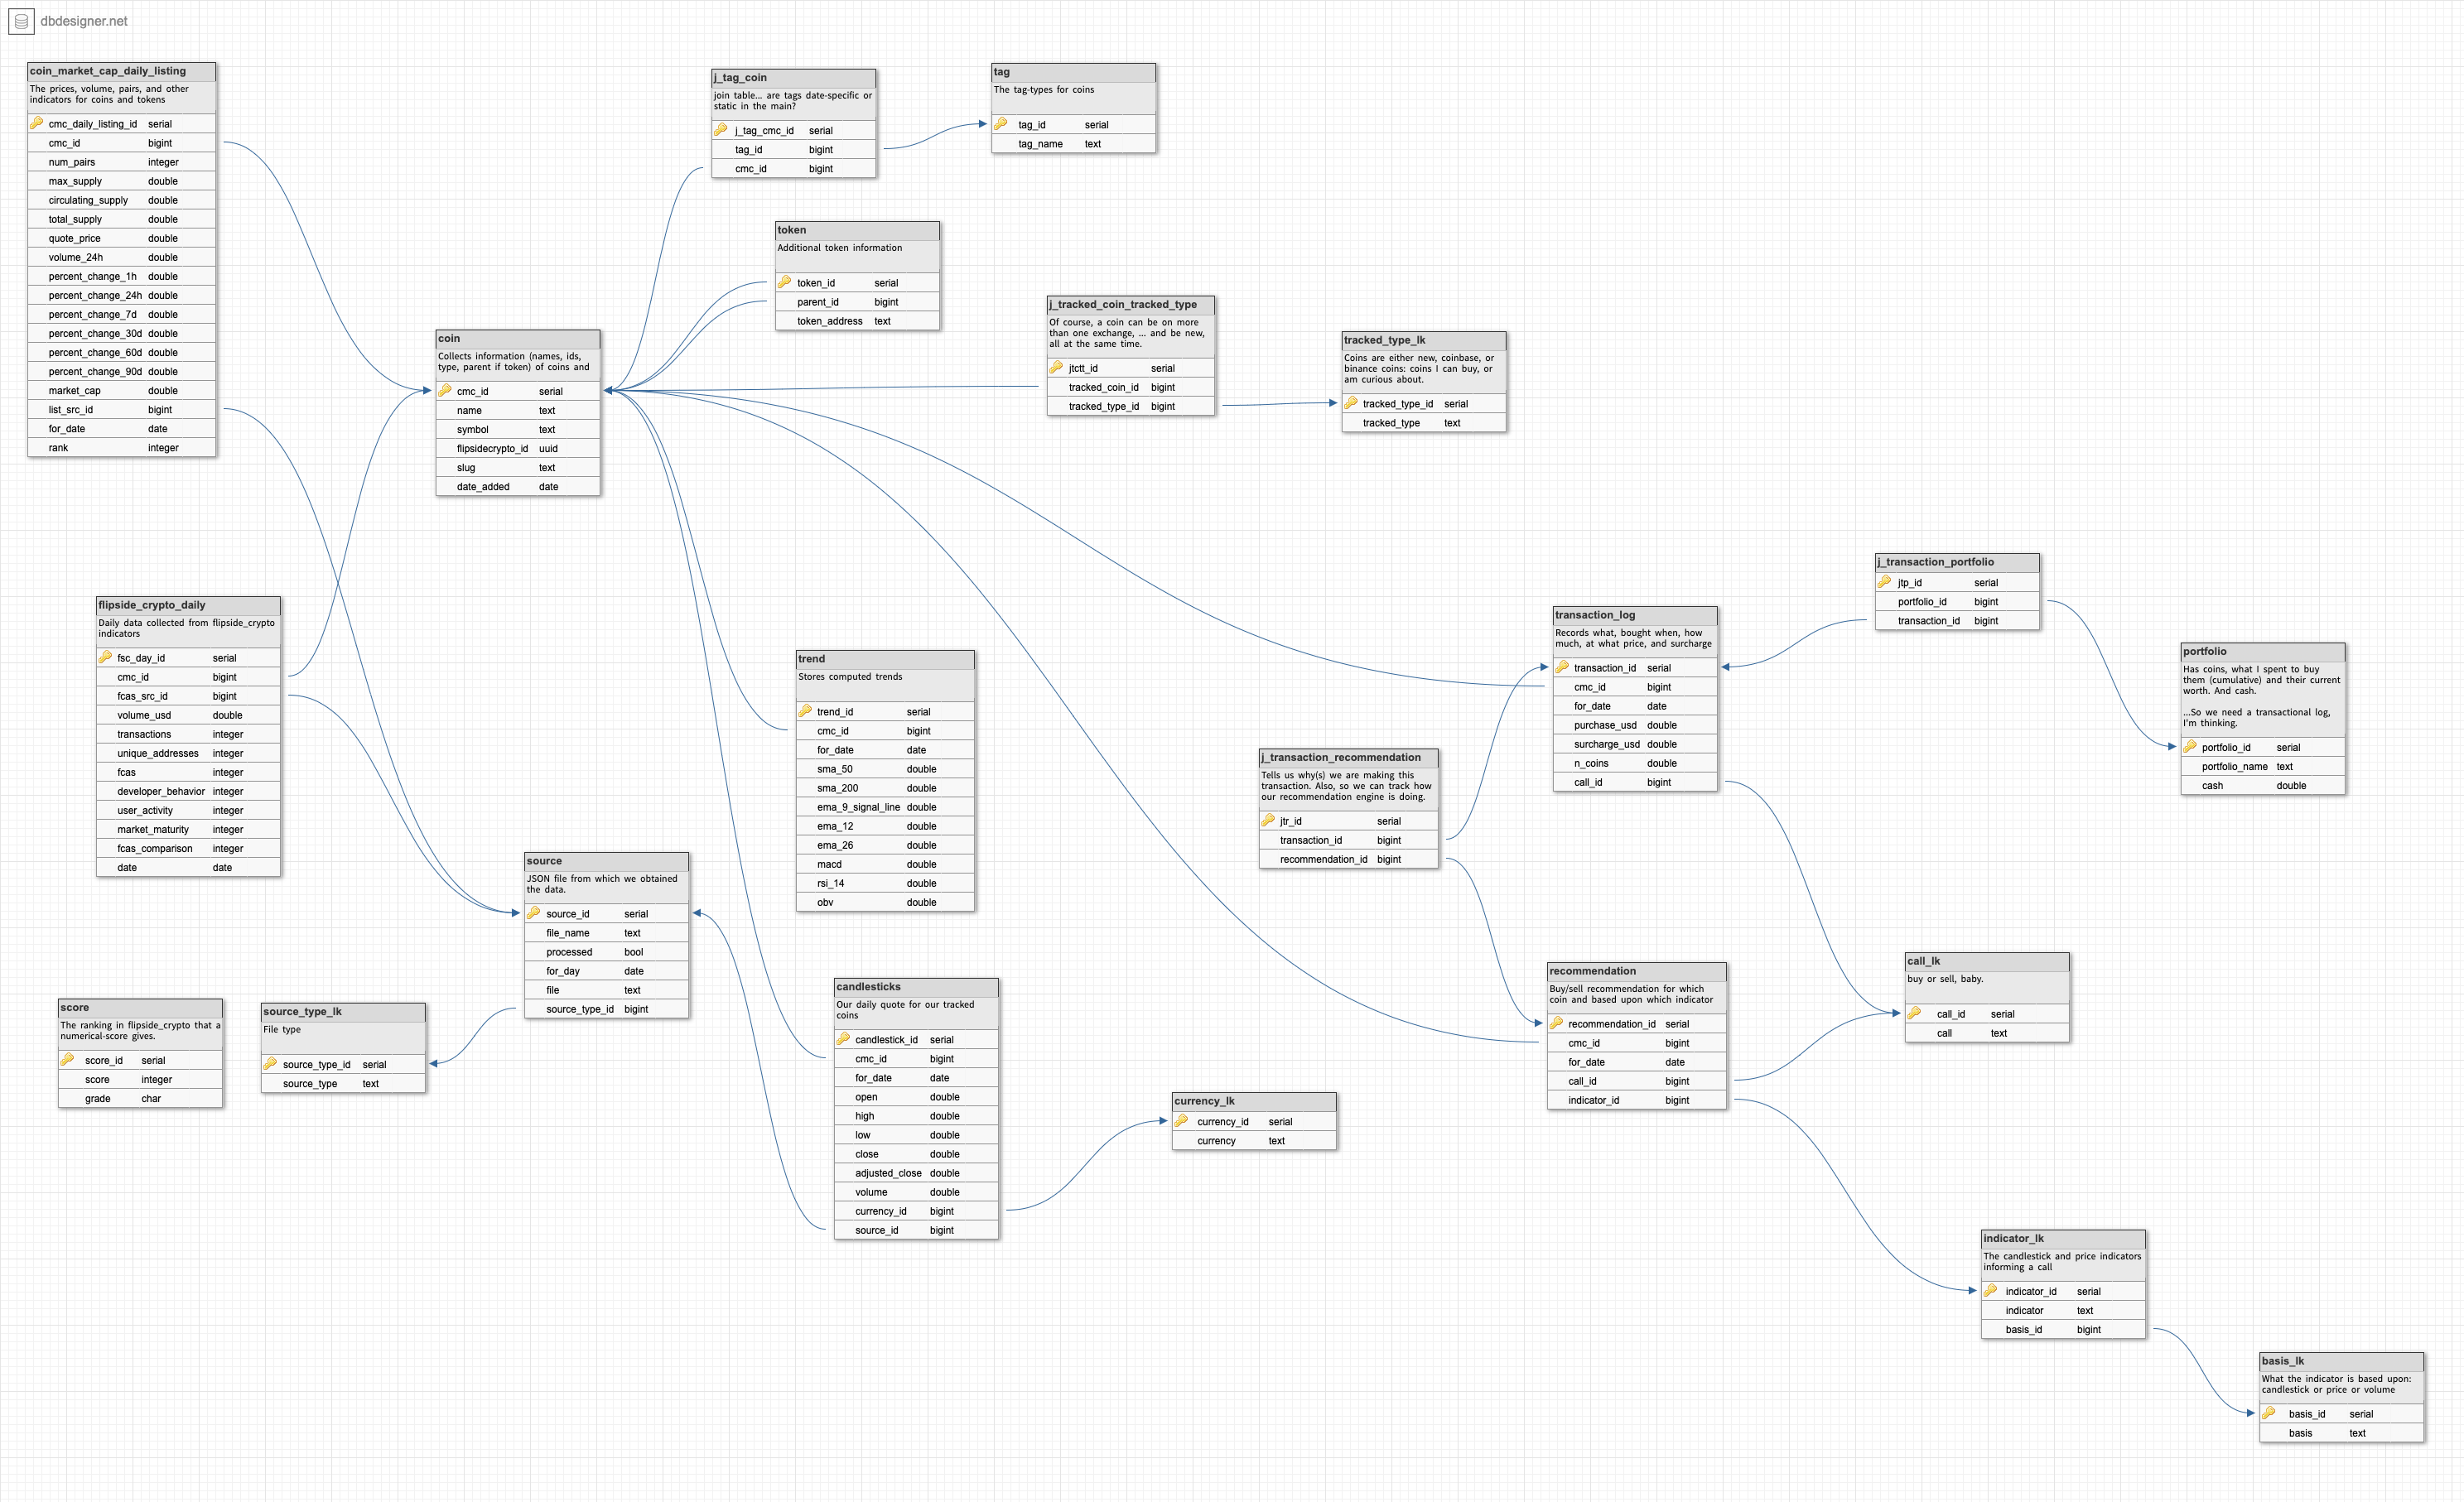 dbdesigner.net
coin_market_cap_daily_listing
The prices, volume, pairs, and other
indicators for coins and tokens
cmc_daily_listing_id serial
cmc_id bigint
num_pairs integer
max_supply double
circulating_supply double
total_supply double
quote_price double
volume_24h double
percent_change_1h double
percent_change_24h double
percent_change_7d double
percent_change_30d double
percent_change_60d double
percent_change_90d double
market_cap double
list_src_id bigint
for_date date
rank integer
j_tag_coin
join table... are tags date-specific or
static in the main?
j_tag_cmc_id serial
tag_id bigint
cmc_id bigint
tag
The tag-types for coins
tag_id serial
tag_name text
token
Additional token information
token_id serial
parent_id bigint
token_address text
j_tracked_coin_tracked_type
Of course, a coin can be on more
than one exchange, ... and be new,
all at the same time.
jtctt_id serial
tracked_coin_id bigint
tracked_type_id bigint
tracked_type_lk
Coins are either new, coinbase, or
binance coins: coins I can buy, or
am curious about.
tracked_type_id serial
tracked_type text
coin
Collects information (names, ids,
type, parent if token) of coins and
cmc_id serial
name text
symbol text
flipsidecrypto_id uuid
slug text
date_added date
flipside_crypto_daily
Daily data collected from flipside_crypto
indicators
fsc_day_id serial
cmc_id bigint
fcas_src_id bigint
volume_usd double
transactions integer
unique_addresses integer
fcas integer
developer_behavior integer
user_activity integer
market_maturity integer
fcas_comparison integer
date date
trend
Stores computed trends
trend_id serial
cmc_id bigint
for_date date
sma_50 double
sma_200 double
ema_9_signal_line double
ema_12 double
ema_26 double
macd double
rsi_14 double
obv double
j_transaction_portfolio
jtp_id serial
portfolio_id bigint
transaction_id bigint
transaction_log
Records what, bought when, how
much, at what price, and surcharge
transaction_id serial
cmc_id bigint
for_date date
purchase_usd double
surcharge_usd double
n_coins double
call_id bigint
portfolio
Has coins, what I spent to buy
them (cumulative) and their current
worth. And cash.
...So we need a transactional log,
I'm thinking.
portfolio_id serial
portfolio_name text
cash double
j_transaction_recommendation
Tells us why(s) we are making this
transaction. Also, so we can track how
our recommendation engine is doing.
jtr_id serial
transaction_id bigint
recommendation_id bigint
source
JSON file from which we obtained
the data.
source_id serial
file_name text
processed bool
for_day date
file text
source_type_id bigint
score
The ranking in flipside_crypto that a
numerical-score gives.
score_id serial
score integer
grade char
source_type_lk
File type
source_type_id serial
source_type text
candlesticks
Our daily quote for our tracked
coins
candlestick_id serial
cmc_id bigint
for_date date
open double
high double
low double
close double
adjusted_close double
volume double
currency_id bigint
source_id bigint
currency_lk
currency_id serial
currency text
recommendation
Buy/sell recommendation for which
coin and based upon which indicator
recommendation_id serial
cmc_id bigint
for_date date
call_id bigint
indicator_id bigint
call_lk
buy or sell, baby.
call_id serial
call text
indicator_lk
The candlestick and price indicators
informing a call
indicator_id serial
indicator text
basis_id bigint
basis_lk
What the indicator is based upon:
candlestick or price or volume
basis_id serial
basis text